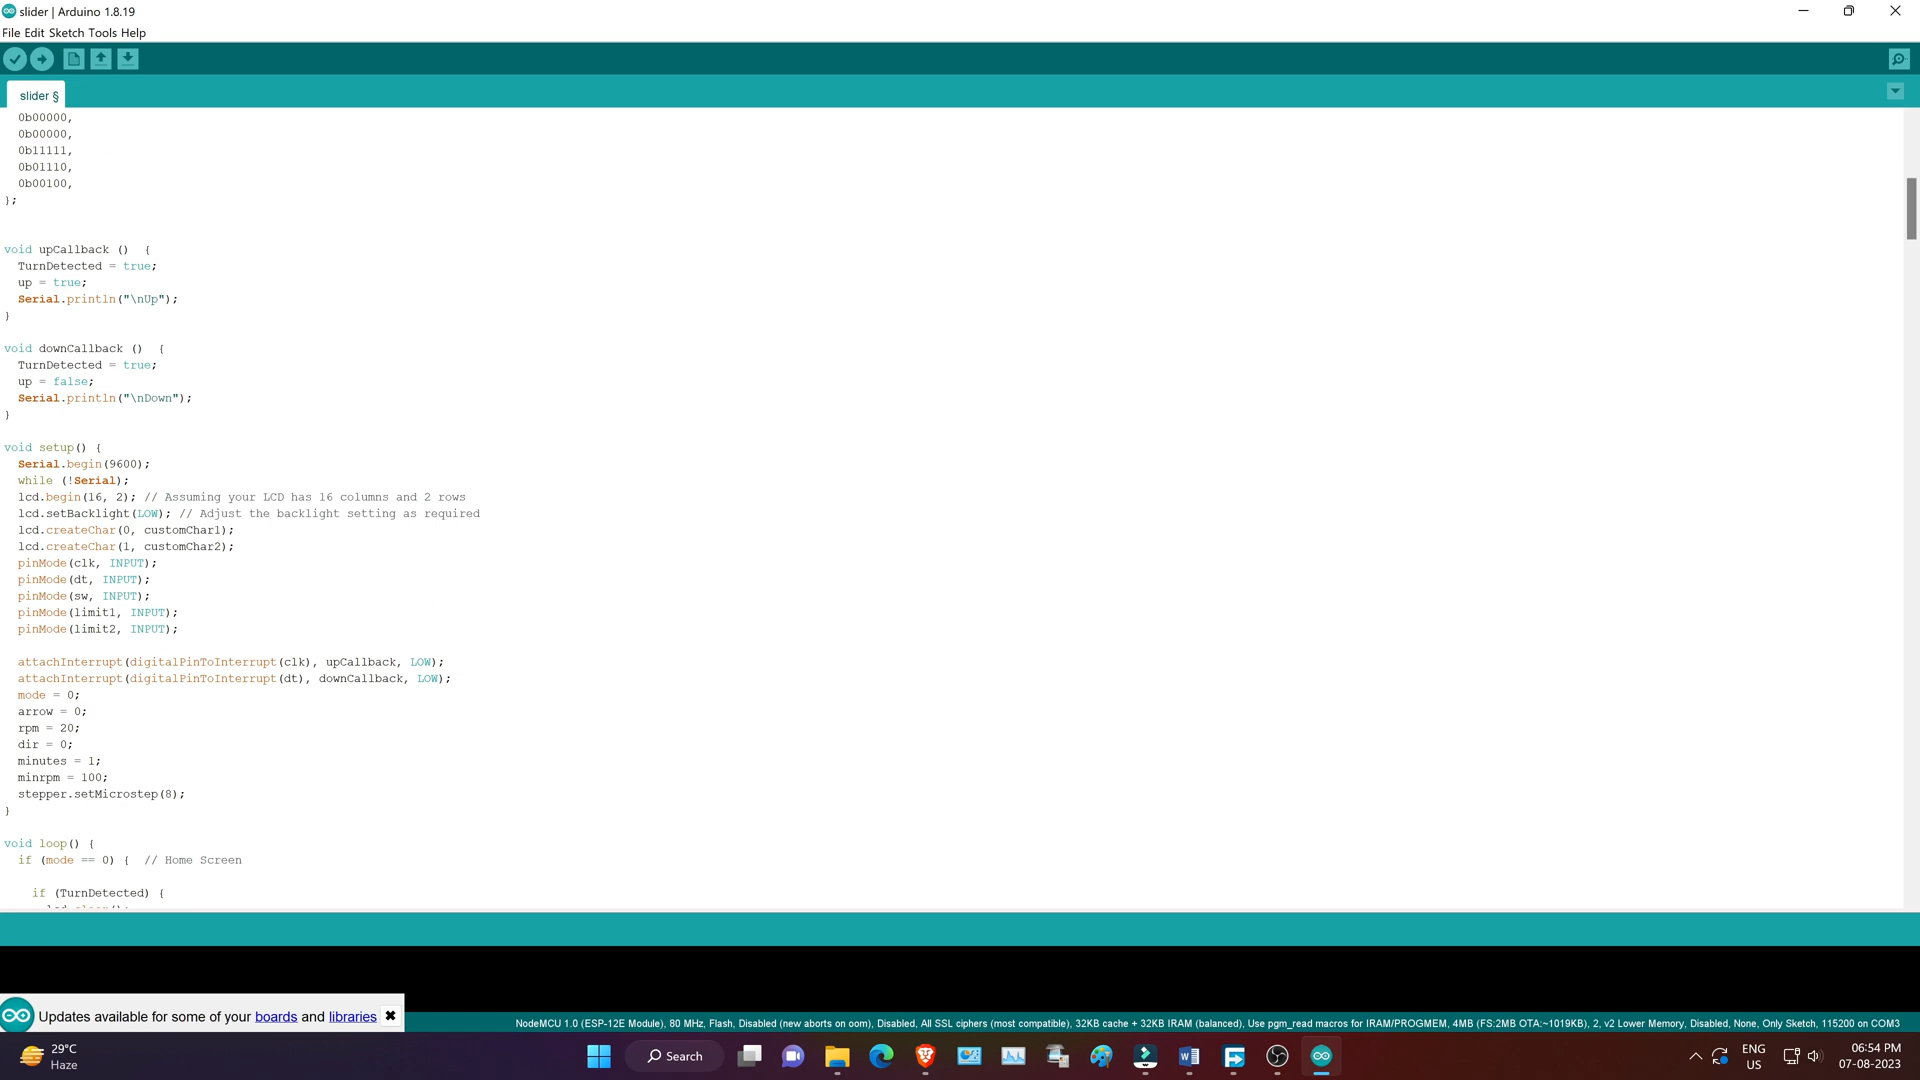 slider | Arduino 1.8.19
File Edit Sketch Tools Help
slider §
0b00000,
0b00000,
0b11111,
0b01110,
0b00100,
};
void upCallback ()  {
TurnDetected = true;
up = true;
Serial.println("\nUp");
}
void downCallback ()  {
TurnDetected = true;
up = false;
Serial.println("\nDown");
}
void setup() {
Serial.begin(9600);
while (!Serial);
lcd.begin(16, 2); // Assuming your LCD has 16 columns and 2 rows
lcd.setBacklight(LOW); // Adjust the backlight setting as required
lcd.createChar(0, customChar1);
lcd.createChar(1, customChar2);
pinMode(clk, INPUT);
pinMode(dt, INPUT);
pinMode(sw, INPUT);
pinMode(limit1, INPUT);
pinMode(limit2, INPUT);
attachInterrupt(digitalPinToInterrupt(clk), upCallback, LOW);
attachInterrupt(digitalPinToInterrupt(dt), downCallback, LOW);
mode = 0;
arrow = 0;
rpm = 20;
dir = 0;
minutes = 1;
minrpm = 100;
stepper.setMicrostep(8);
}
void loop() {
if (mode == 0) {  // Home Screen
if (TurnDetected) {
Updates available for some of your boards and libraries ✖
NodeMCU 1.0 (ESP-12E Module), 80 MHz, Flash, Disabled (new aborts on oom), Disabled, All SSL ciphers (most compatible), 32KB cache + 32KB IRAM (balanced), Use pgm_read macros for IRAM/PROGMEM, 4MB (FS:2MB OTA:~1019KB), 2, v2 Lower Memory, Disabled, None, Only Sketch, 115200 on COM3
29°C
Haze
Search
ENG
US
06:54 PM
07-08-2023